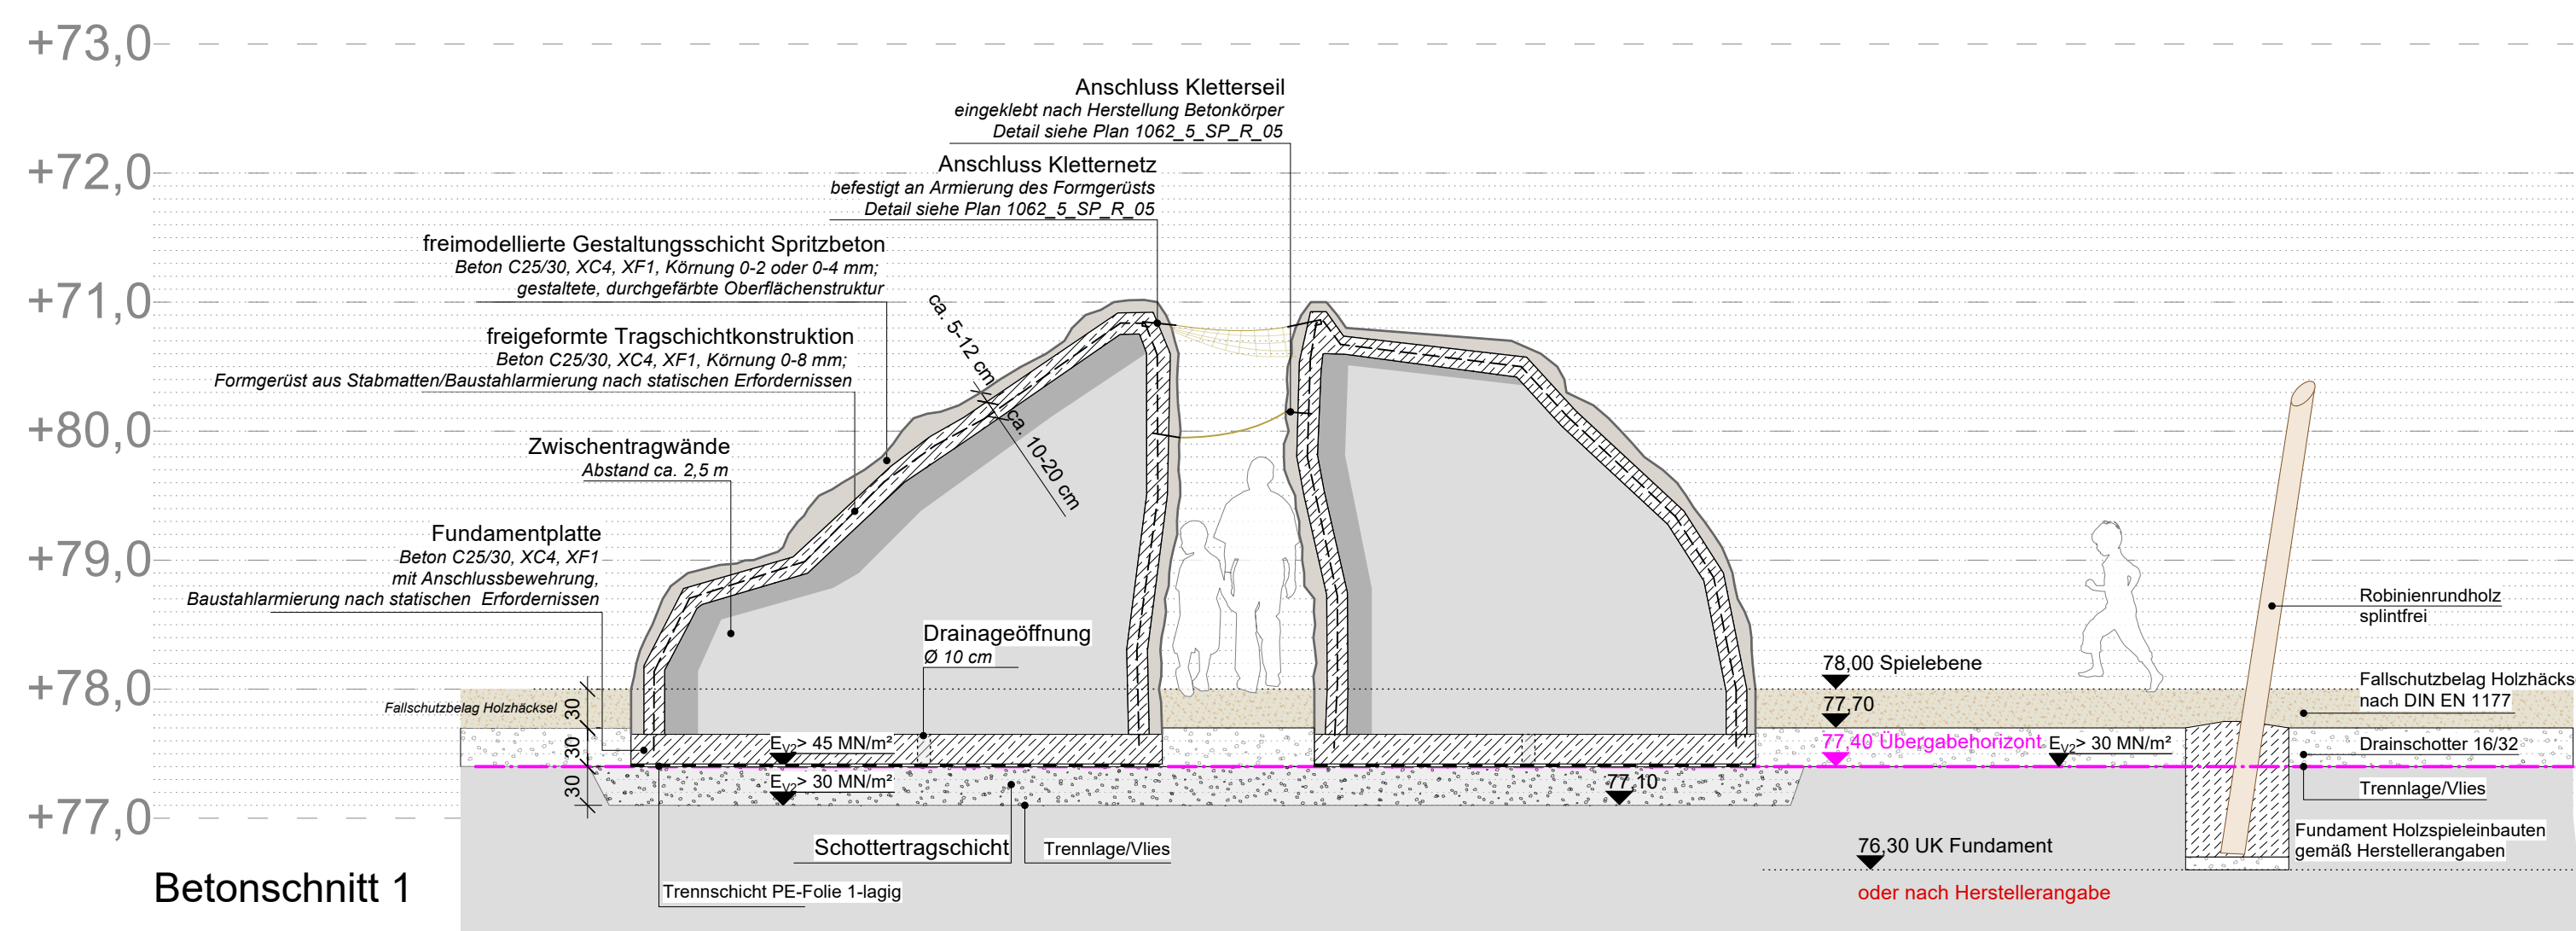 +73,0
+72,0
+71,0
+80,0
+79,0
+78,0
+77,0
Anschluss Kletterseil
eingeklebt nach Herstellung Betonkörper
Detail siehe Plan 1062_5_SP_R_05
Anschluss Kletternetz
befestigt an Armierung des Formgerüsts
Detail siehe Plan 1062_5_SP_R_05
freimodellierte Gestaltungsschicht Spritzbeton
Beton C25/30, XC4, XF1, Körnung 0-2 oder 0-4 mm;
gestaltete, durchgefärbte Oberflächenstruktur
freigeformte Tragschichtkonstruktion
Beton C25/30, XC4, XF1, Körnung 0-8 mm;
Formgerüst aus Stabmatten/Baustahlarmierung nach statischen Erfordernissen
ca. 5-12 cm
ca. 10-20 cm
Zwischentragwände
Abstand ca. 2,5 m
Fundamentplatte
Beton C25/30, XC4, XF1
mit Anschlussbewehrung,
Baustahlarmierung nach statischen Erfordernissen
Drainageöffnung
Ø 10 cm
Fallschutzbelag Holzhäcksel
30
30
30
EV2> 45 MN/m²
EV2> 30 MN/m²
Schottertragschicht
Trennlage/Vlies
Trennschicht PE-Folie 1-lagig
77,10
78,00 Spielebene
77,70
77,40 Übergabehorizont
EV2> 30 MN/m²
76,30 UK Fundament
oder nach Herstellerangabe
Robinienrundholz
splintfrei
Fallschutzbelag Holzhäcks
nach DIN EN 1177
Drainschotter 16/32
Trennlage/Vlies
Fundament Holzspieleinbauten
gemäß Herstellerangaben
Betonschnitt 1